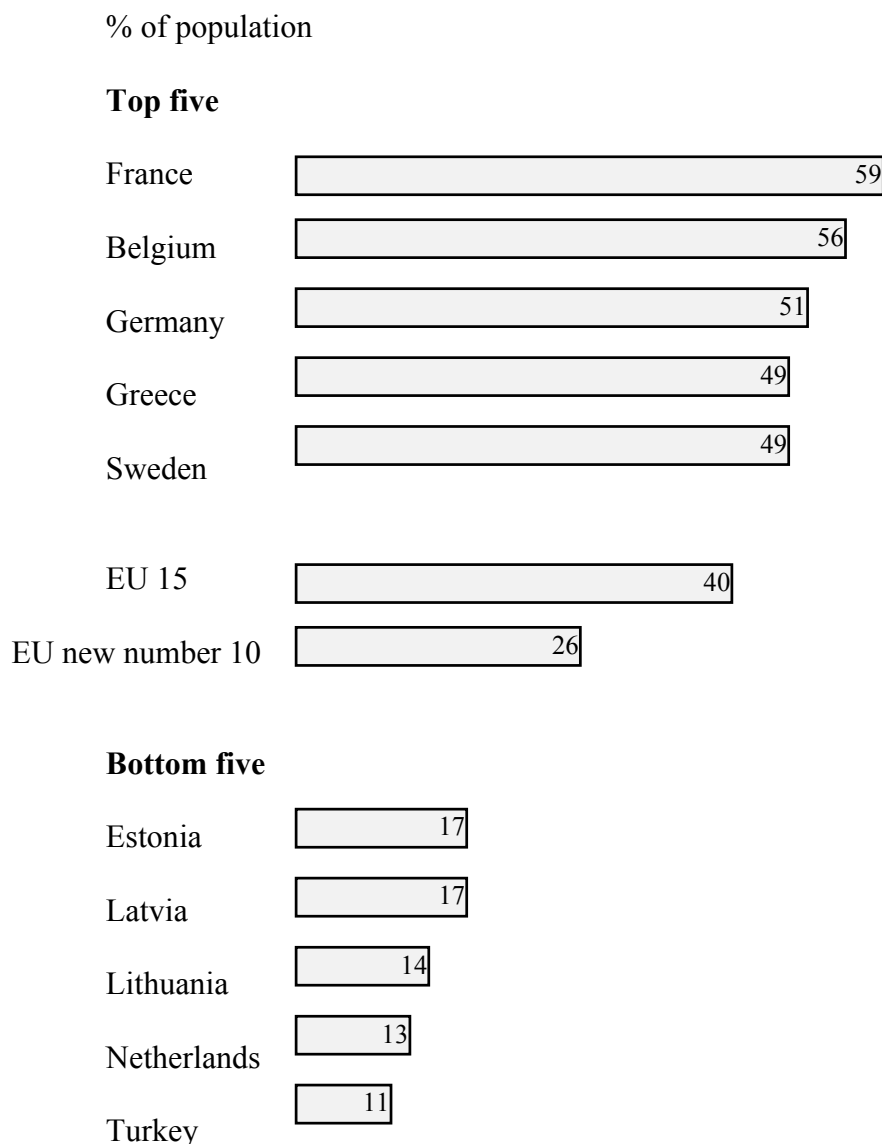 % of population
Top five
France 59
Belgium 56
Germany 51
Greece 49
Sweden 49
EU 15 40
EU new number 10 26
Bottom five
Estonia 17
Latvia 17
Lithuania 14
Netherlands 13
Turkey 11